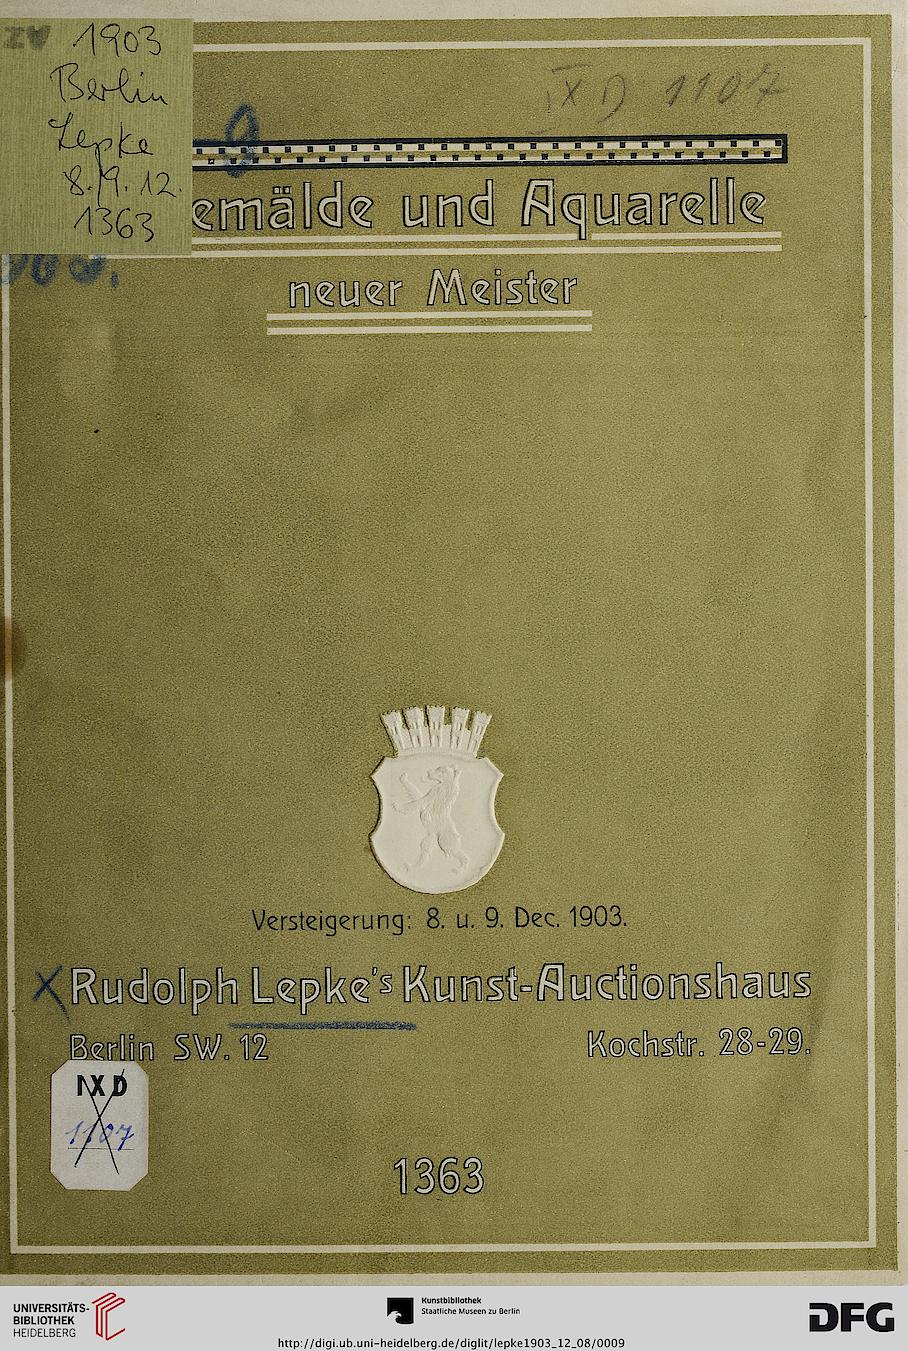 1903
Berlin
Lepke
8./9. 12.
1363
IX D 1107
9
emälde und Aquarelle
neuer Meister
Versteigerung: 8. u. 9. Dec. 1903.
X Rudolph Lepke's Kunst-Auctionshaus
Berlin SW. 12 Kochstr. 28-29.
IX D
1107
1363
UNIVERSITÄTS-
BIBLIOTHEK
HEIDELBERG
Kunstbibliothek
Staatliche Museen zu Berlin
DFG
http://digi.ub.uni-heidelberg.de/diglit/lepke1903_12_08/0009